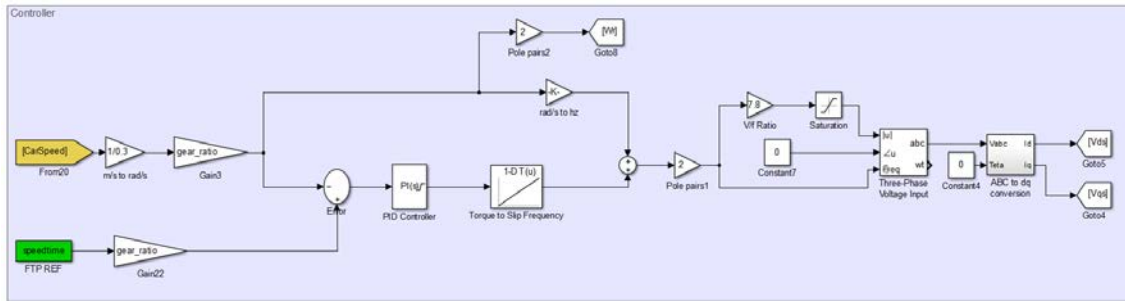 Controller
2
Pole pairs2
[Wr]
Goto8
-K-
rad/s to hz
[CarSpeed]
From20
1/0.3
m/s to rad/s
gear_ratio
Gain3
Error
PI(s)
PID Controller
1-D T(u)
Torque to Slip Frequency
2
Pole pairs1
7.8
V/f Ratio
Saturation
0
Constant7
|u|
∠u
Freq
abc
wt
Three-Phase
Voltage Input
0
Constant4
Vabc
Teta
Id
Iq
ABC to dq
conversion
[Vds]
Goto5
[Vqs]
Goto4
speedtime
FTP REF
gear_ratio
Gain22